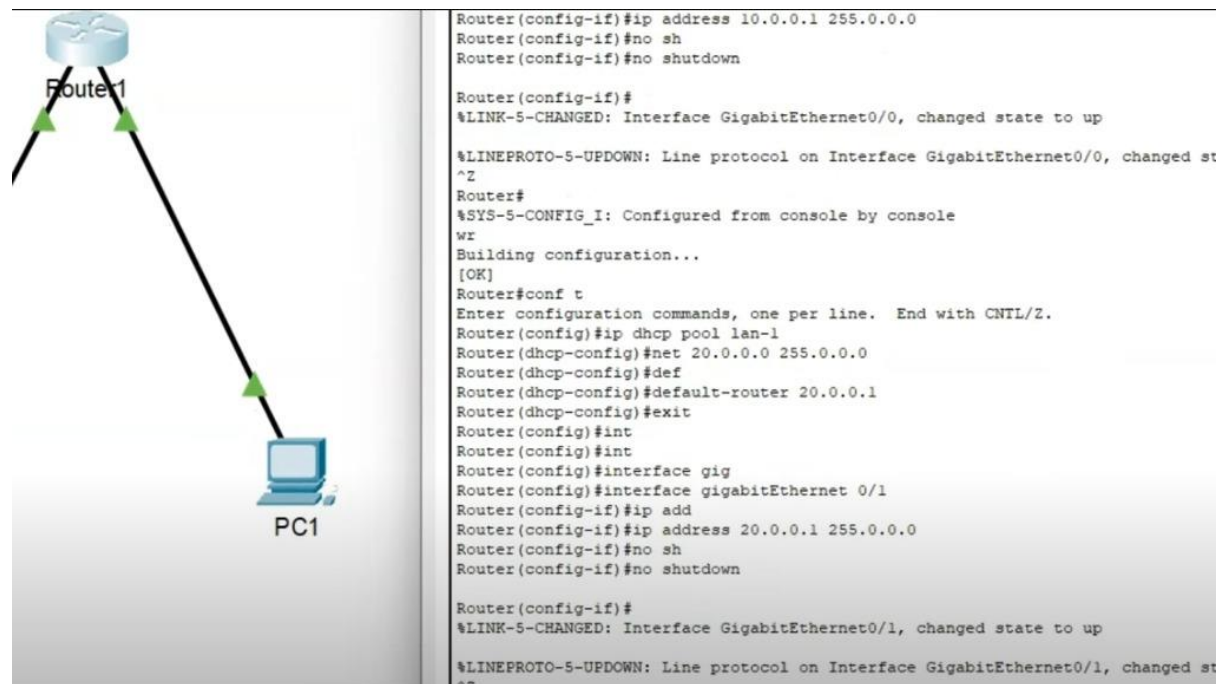 Router1
PC1
Router(config-if)#ip address 10.0.0.1 255.0.0.0
Router(config-if)#no sh
Router(config-if)#no shutdown
Router(config-if)#
%LINK-5-CHANGED: Interface GigabitEthernet0/0, changed state to up
%LINEPROTO-5-UPDOWN: Line protocol on Interface GigabitEthernet0/0, changed st
^Z
Router#
%SYS-5-CONFIG_I: Configured from console by console
wr
Building configuration...
[OK]
Router#conf t
Enter configuration commands, one per line.  End with CNTL/Z.
Router(config)#ip dhcp pool lan-1
Router(dhcp-config)#net 20.0.0.0 255.0.0.0
Router(dhcp-config)#def
Router(dhcp-config)#default-router 20.0.0.1
Router(dhcp-config)#exit
Router(config)#int
Router(config)#int
Router(config)#interface gig
Router(config)#interface gigabitEthernet 0/1
Router(config-if)#ip add
Router(config-if)#ip address 20.0.0.1 255.0.0.0
Router(config-if)#no sh
Router(config-if)#no shutdown
Router(config-if)#
%LINK-5-CHANGED: Interface GigabitEthernet0/1, changed state to up
%LINEPROTO-5-UPDOWN: Line protocol on Interface GigabitEthernet0/1, changed st